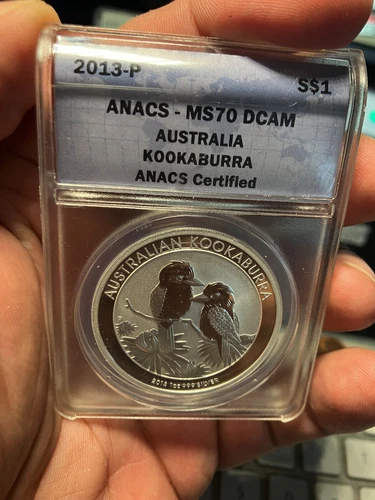 2013-P S$1
ANACS - MS70 DCAM
AUSTRALIA
KOOKABURRA
ANACS Certified
AUSTRALIAN KOOKABURRA
2013 1oz 999 SILVER